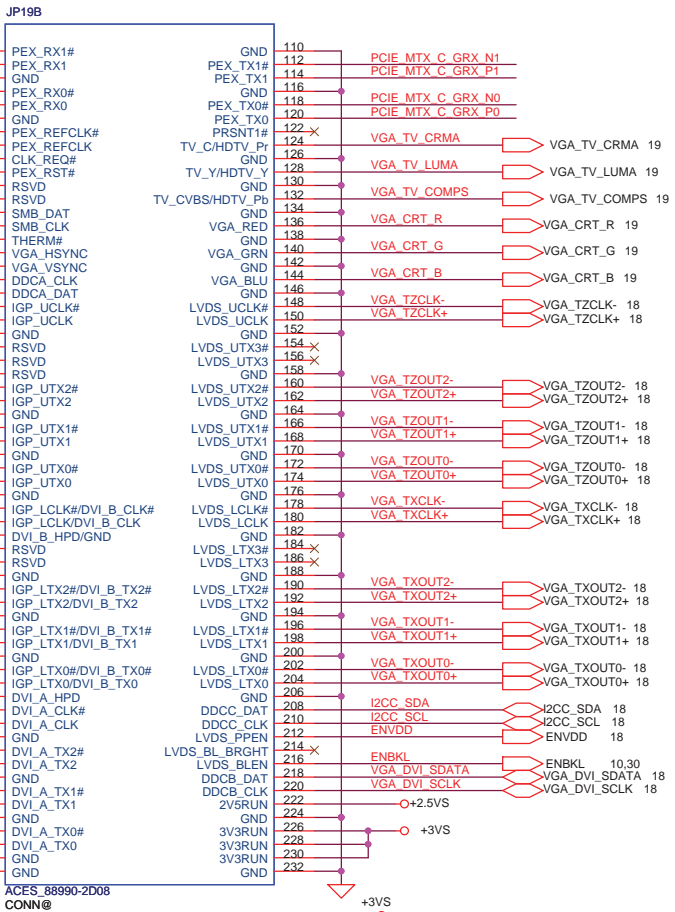 JP19B
PEX_RX1# GND 110
PEX_RX1 PEX_TX1# 112 PCIE_MTX_C_GRX_N1
GND PEX_TX1 114 PCIE_MTX_C_GRX_P1
PEX_RX0# GND 116
PEX_RX0 PEX_TX0# 118 PCIE_MTX_C_GRX_N0
GND PEX_TX0 120 PCIE_MTX_C_GRX_P0
PEX_REFCLK# PRSNT1# 122
PEX_REFCLK TV_C/HDTV_Pr 124 VGA_TV_CRMA VGA_TV_CRMA 19
CLK_REQ# GND 126
PEX_RST# TV_Y/HDTV_Y 128 VGA_TV_LUMA VGA_TV_LUMA 19
RSVD GND 130
RSVD TV_CVBS/HDTV_Pb 132 VGA_TV_COMPS VGA_TV_COMPS 19
SMB_DAT GND 134
SMB_CLK VGA_RED 136 VGA_CRT_R VGA_CRT_R 19
THERM# GND 138
VGA_HSYNC VGA_GRN 140 VGA_CRT_G VGA_CRT_G 19
VGA_VSYNC GND 142
DDCA_CLK VGA_BLU 144 VGA_CRT_B VGA_CRT_B 19
DDCA_DAT GND 146
IGP_UCLK# LVDS_UCLK# 148 VGA_TZCLK- VGA_TZCLK- 18
IGP_UCLK LVDS_UCLK 150 VGA_TZCLK+ VGA_TZCLK+ 18
GND GND 152
RSVD LVDS_UTX3# 154
RSVD LVDS_UTX3 156
RSVD GND 158
IGP_UTX2# LVDS_UTX2# 160 VGA_TZOUT2- VGA_TZOUT2- 18
IGP_UTX2 LVDS_UTX2 162 VGA_TZOUT2+ VGA_TZOUT2+ 18
GND GND 164
IGP_UTX1# LVDS_UTX1# 166 VGA_TZOUT1- VGA_TZOUT1- 18
IGP_UTX1 LVDS_UTX1 168 VGA_TZOUT1+ VGA_TZOUT1+ 18
GND GND 170
IGP_UTX0# LVDS_UTX0# 172 VGA_TZOUT0- VGA_TZOUT0- 18
IGP_UTX0 LVDS_UTX0 174 VGA_TZOUT0+ VGA_TZOUT0+ 18
GND GND 176
IGP_LCLK#/DVI_B_CLK# LVDS_LCLK# 178 VGA_TXCLK- VGA_TXCLK- 18
IGP_LCLK/DVI_B_CLK LVDS_LCLK 180 VGA_TXCLK+ VGA_TXCLK+ 18
DVI_B_HPD/GND GND 182
RSVD LVDS_LTX3# 184
RSVD LVDS_LTX3 186
GND GND 188
IGP_LTX2#/DVI_B_TX2# LVDS_LTX2# 190 VGA_TXOUT2- VGA_TXOUT2- 18
IGP_LTX2/DVI_B_TX2 LVDS_LTX2 192 VGA_TXOUT2+ VGA_TXOUT2+ 18
GND GND 194
IGP_LTX1#/DVI_B_TX1# LVDS_LTX1# 196 VGA_TXOUT1- VGA_TXOUT1- 18
IGP_LTX1/DVI_B_TX1 LVDS_LTX1 198 VGA_TXOUT1+ VGA_TXOUT1+ 18
GND GND 200
IGP_LTX0#/DVI_B_TX0# LVDS_LTX0# 202 VGA_TXOUT0- VGA_TXOUT0- 18
IGP_LTX0/DVI_B_TX0 LVDS_LTX0 204 VGA_TXOUT0+ VGA_TXOUT0+ 18
DVI_A_HPD GND 206
DVI_A_CLK# DDCC_DAT 208 I2CC_SDA I2CC_SDA 18
DVI_A_CLK DDCC_CLK 210 I2CC_SCL I2CC_SCL 18
GND LVDS_PPEN 212 ENVDD ENVDD 18
DVI_A_TX2# LVDS_BL_BRGHT 214
DVI_A_TX2 LVDS_BLEN 216 ENBKL ENBKL 10,30
GND DDCB_DAT 218 VGA_DVI_SDATA VGA_DVI_SDATA 18
DVI_A_TX1# DDCB_CLK 220 VGA_DVI_SCLK VGA_DVI_SCLK 18
DVI_A_TX1 2V5RUN 222 +2.5VS
GND GND 224
DVI_A_TX0# 3V3RUN 226 +3VS
DVI_A_TX0 3V3RUN 228
GND 3V3RUN 230
GND GND 232
ACES_88990-2D08
CONN@ +3VS